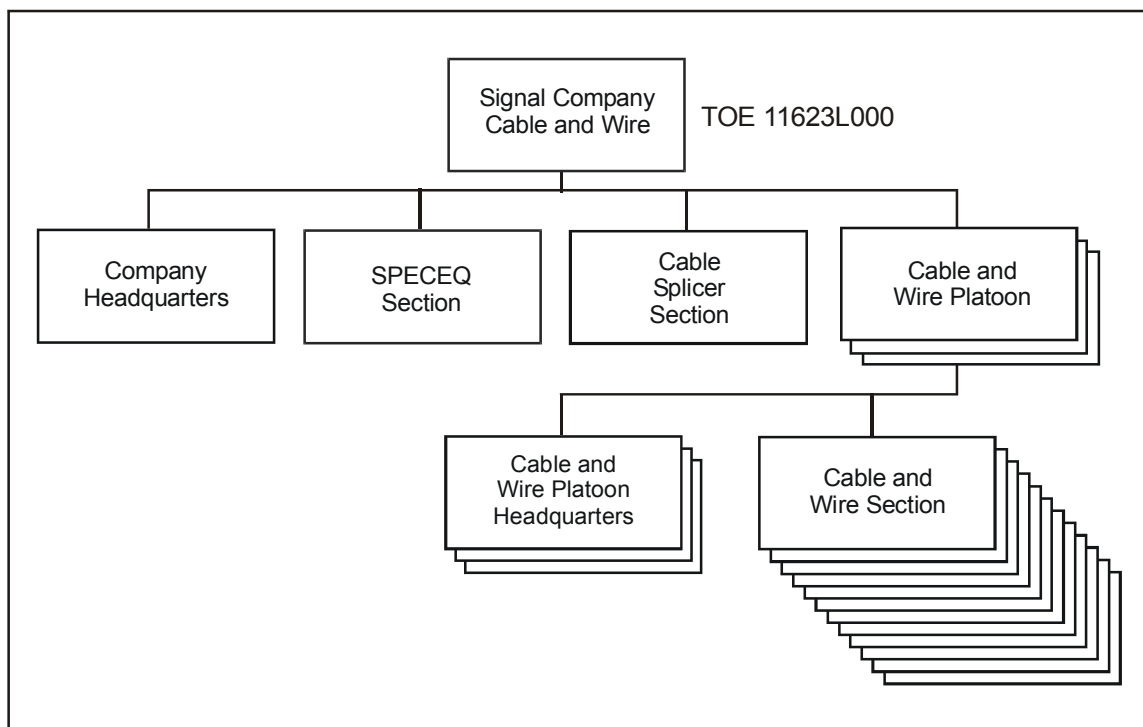 Signal Company
Cable and Wire
TOE 11623L000
Company
Headquarters
SPECEQ
Section
Cable
Splicer
Section
Cable and
Wire Platoon
Cable and
Wire Platoon
Headquarters
Cable and
Wire Section